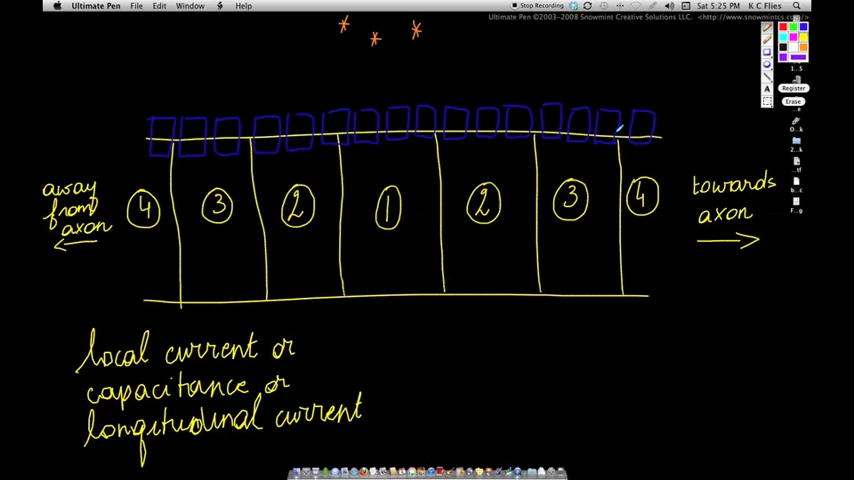 Ultimate Pen File Edit Window Help
Stop Recording Sat 5:25 PM K C Flies
Ultimate Pen ©2003–2008 Snowmint Creative Solutions LLC. <http://www.snowmintcs.com>
Register
Erase
away
from
axon
4 3 2 1 2 3 4
towards
axon
local current or
capacitance or
longitudinal current